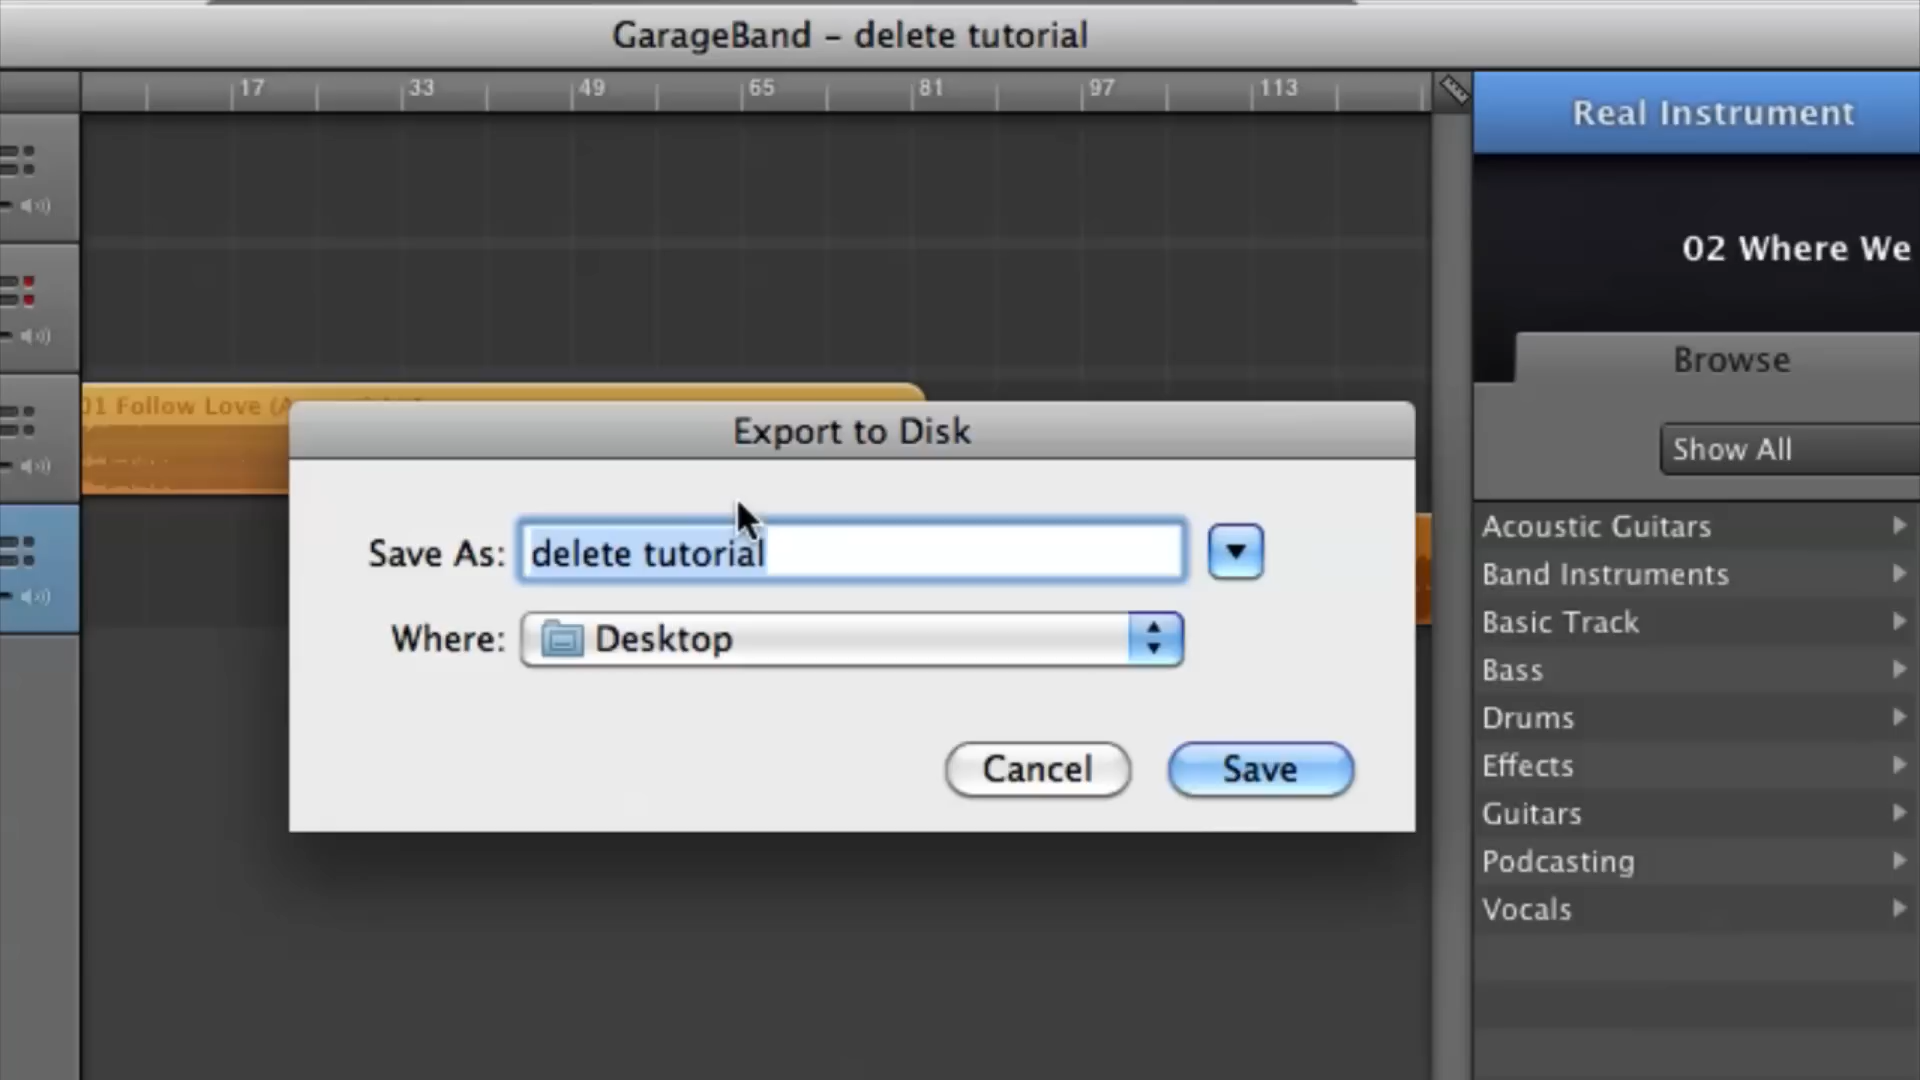 GarageBand – delete tutorial
17 33 49 65 81 97 113
Real Instrument
02 Where We
Browse
Show All
01 Follow Love
Export to Disk
Save As: delete tutorial
Where: Desktop
Cancel Save
Acoustic Guitars
Band Instruments
Basic Track
Bass
Drums
Effects
Guitars
Podcasting
Vocals